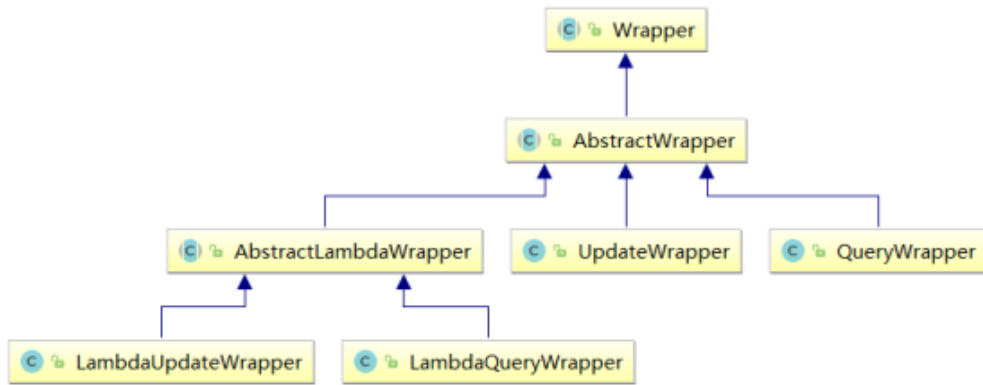 Wrapper
AbstractWrapper
AbstractLambdaWrapper
UpdateWrapper
QueryWrapper
LambdaUpdateWrapper
LambdaQueryWrapper